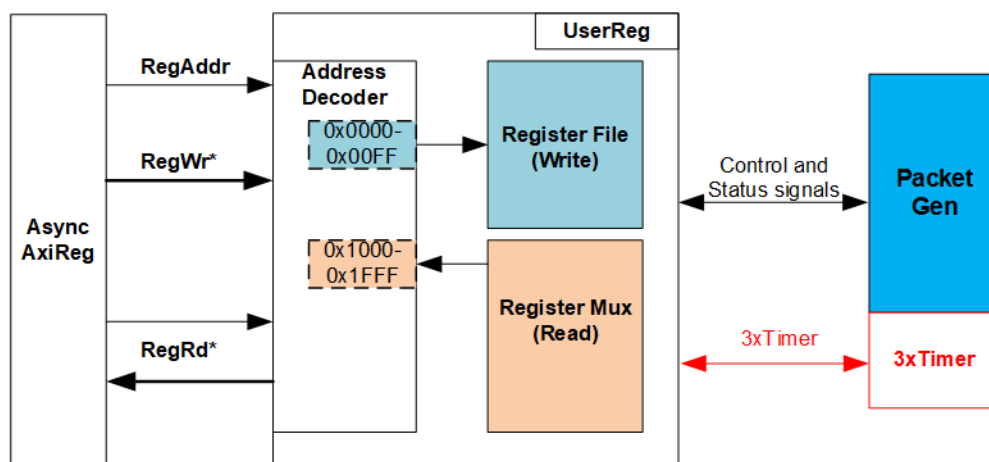 UserReg
RegAddr
Address
Decoder
0x0000-
0x00FF
Register File
(Write)
RegWr*
Control and
Status signals
Packet
Gen
Async
AxiReg
0x1000-
0x1FFF
Register Mux
(Read)
RegRd*
3xTimer
3xTimer